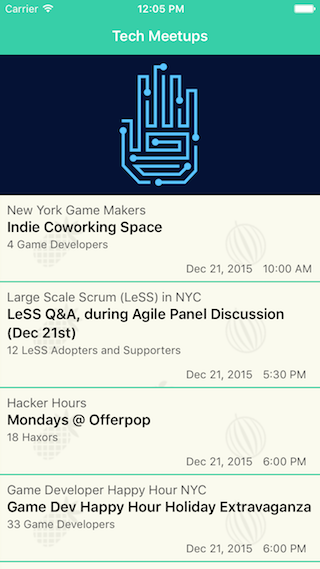 Carrier 12:05 PM
Tech Meetups
New York Game Makers
Indie Coworking Space
4 Game Developers
Dec 21, 2015 10:00 AM
Large Scale Scrum (LeSS) in NYC
LeSS Q&A, during Agile Panel Discussion
(Dec 21st)
12 LeSS Adopters and Supporters
Dec 21, 2015 5:30 PM
Hacker Hours
Mondays @ Offerpop
18 Haxors
Dec 21, 2015 6:00 PM
Game Developer Happy Hour NYC
Game Dev Happy Hour Holiday Extravaganza
33 Game Developers
Dec 21, 2015 6:00 PM